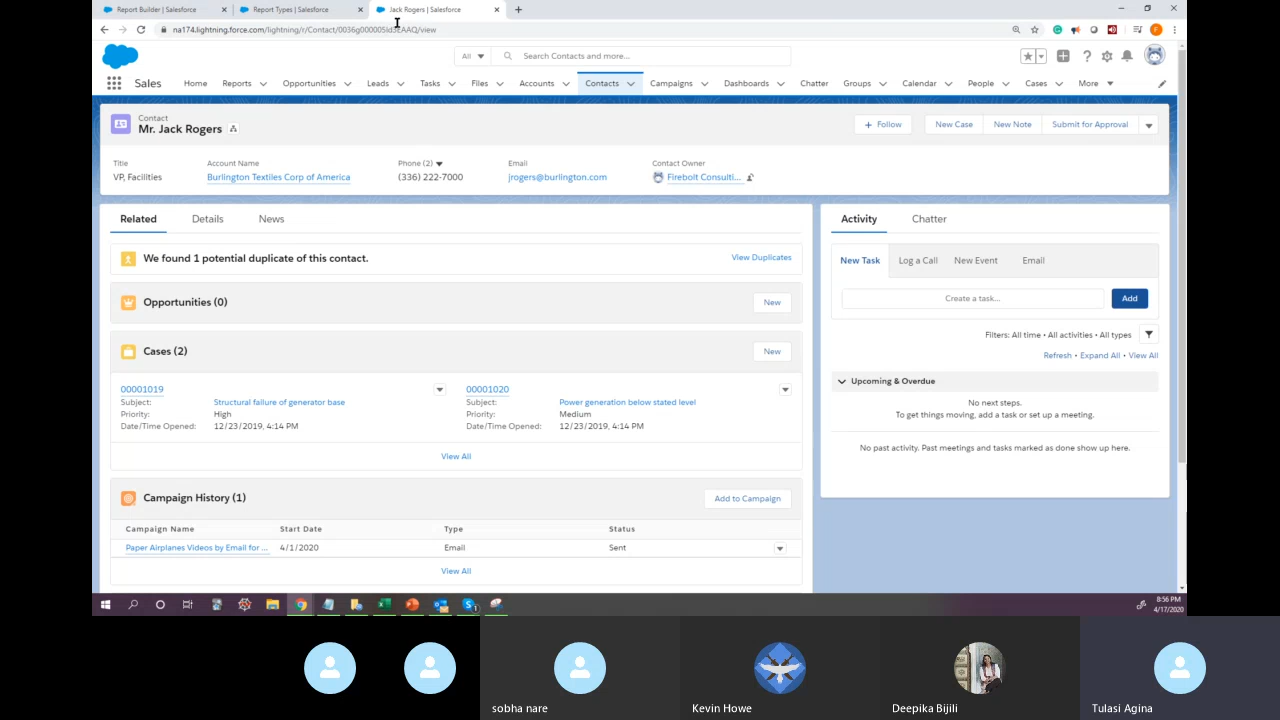 Report Builder | Salesforce
Report Types | Salesforce
Jack Rogers | Salesforce
All
Search Contacts and more...
Sales
Home
Reports
Opportunities
Leads
Tasks
Files
Accounts
Contacts
Campaigns
Dashboards
Chatter
Groups
Calendar
People
Cases
More
Contact
Mr. Jack Rogers
+ Follow
New Case
New Note
Submit for Approval
Title
Account Name
Phone (2)
Email
Contact Owner
VP, Facilities
Burlington Textiles Corp of America
(336) 222-7000
jrogers@burlington.com
Firebolt Consulti...
Related
Details
News
We found 1 potential duplicate of this contact.
View Duplicates
Opportunities (0)
New
Cases (2)
New
00001019
Subject: Structural failure of generator base
Priority: High
Date/Time Opened: 12/23/2019, 4:14 PM
00001020
Subject: Power generation below stated level
Priority: Medium
Date/Time Opened: 12/23/2019, 4:14 PM
View All
Campaign History (1)
Add to Campaign
Campaign Name
Start Date
Type
Status
Paper Airplanes Videos by Email for ...
4/1/2020
Email
Sent
View All
Activity
Chatter
New Task
Log a Call
New Event
Email
Create a task...
Add
Filters: All time • All activities • All types
Refresh • Expand All • View All
Upcoming & Overdue
No next steps.
To get things moving, add a task or set up a meeting.
No past activity. Past meetings and tasks marked as done show up here.
8:56 PM
4/17/2020
sobha nare
Kevin Howe
Deepika Bijili
Tulasi Agina